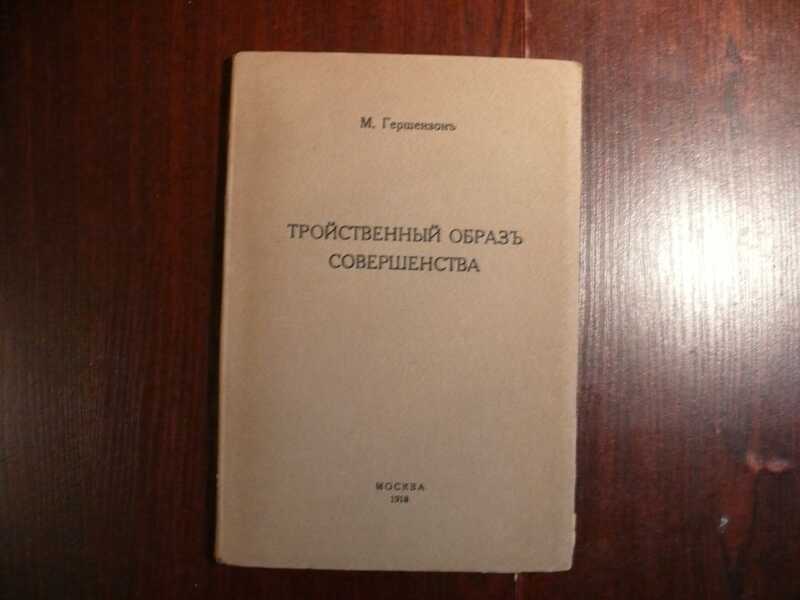 М. Гершензонъ
ТРОЙСТВЕННЫЙ ОБРАЗЪ
СОВЕРШЕНСТВА
МОСКВА
1918